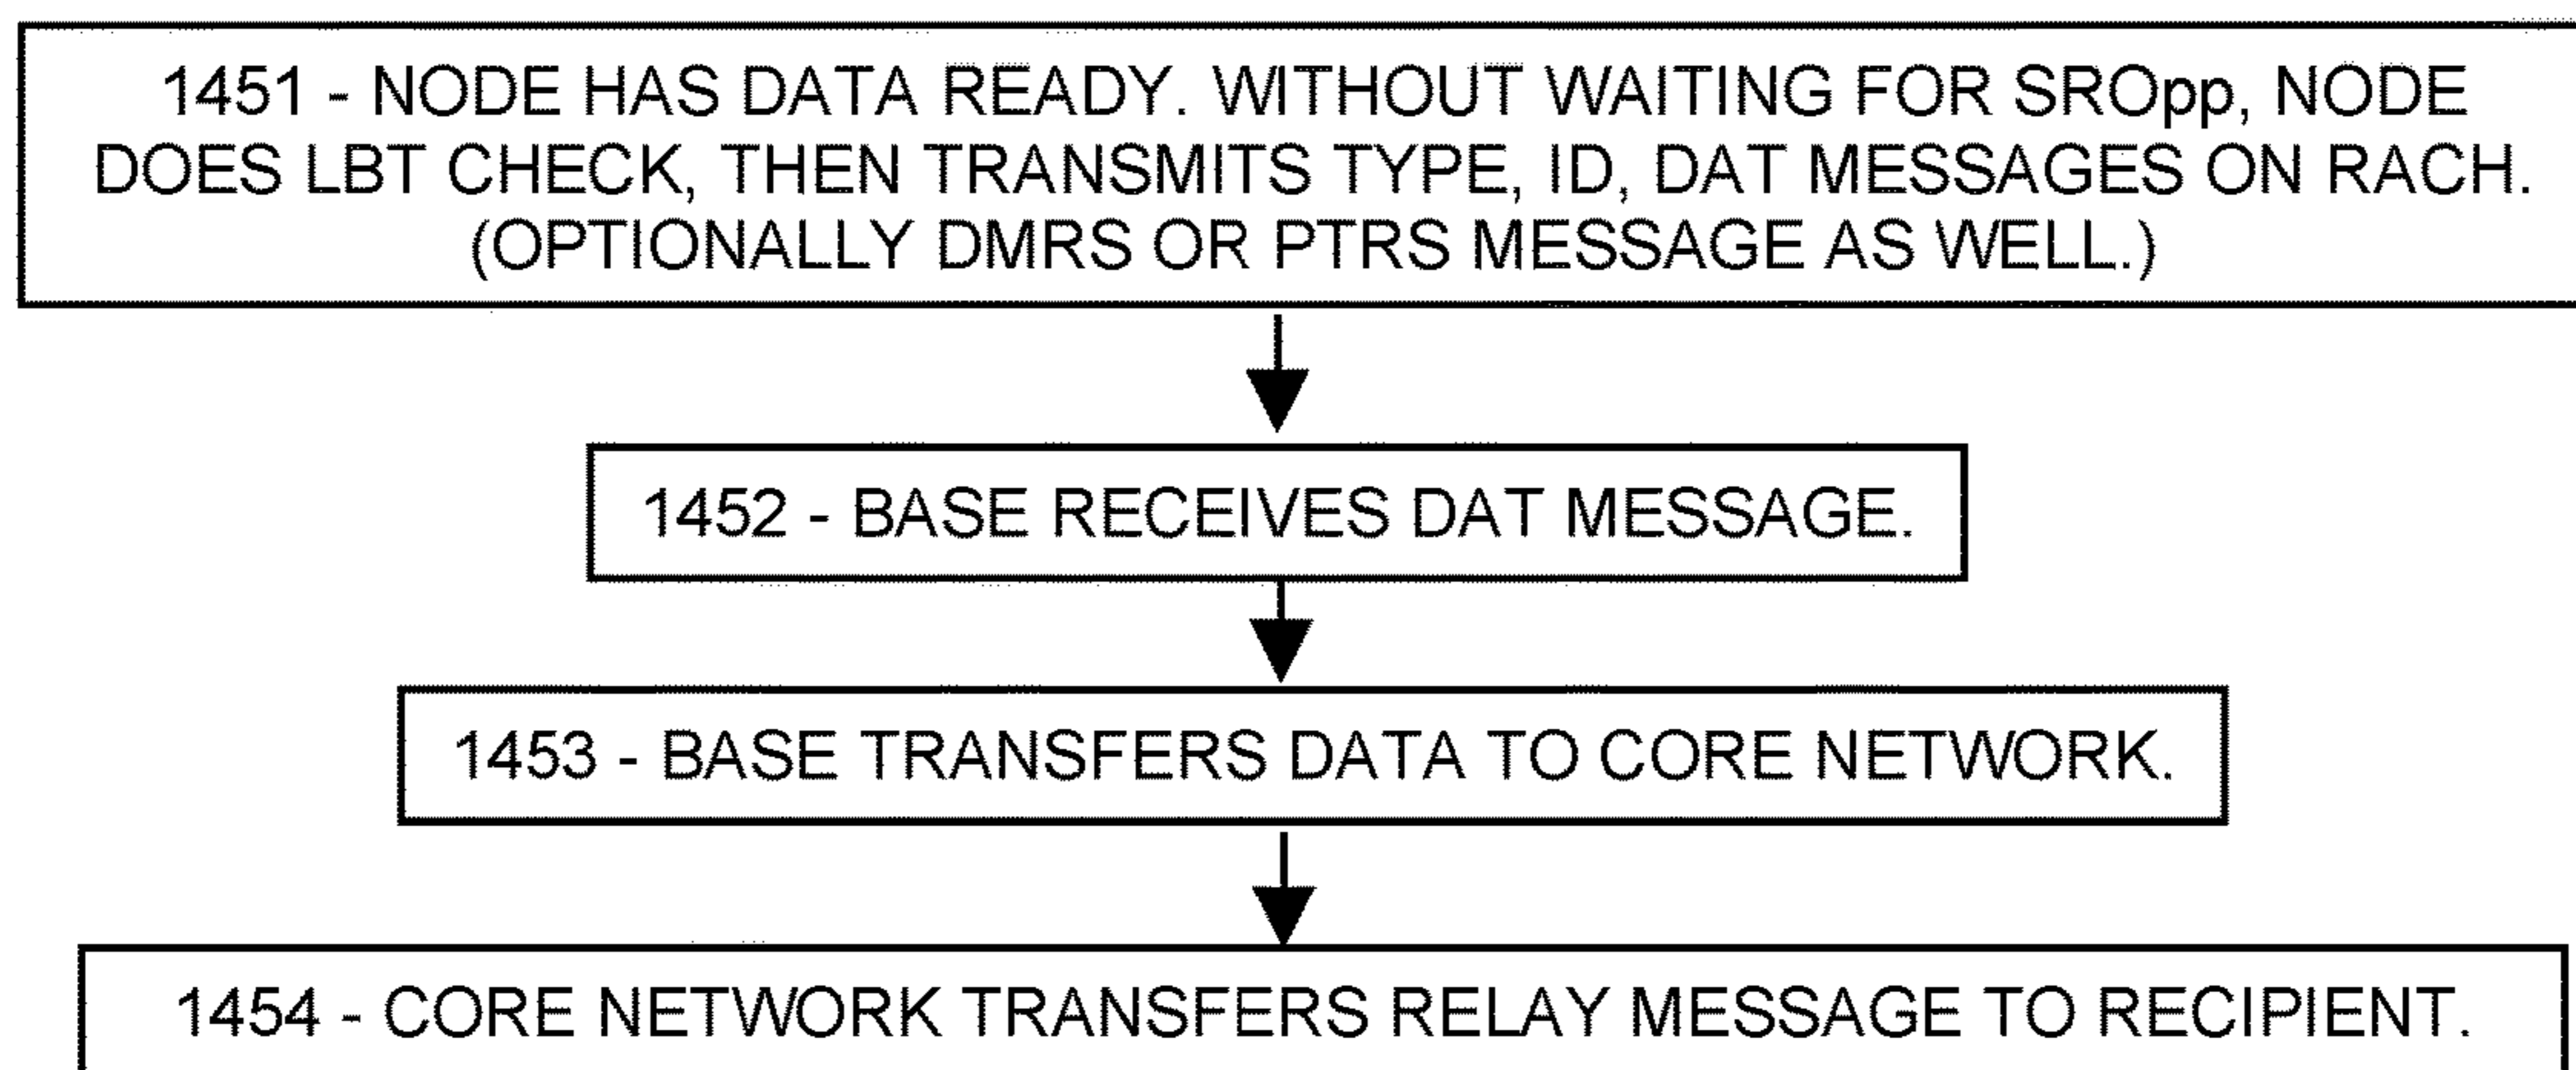 1451 - NODE HAS DATA READY. WITHOUT WAITING FOR SROpp, NODE
DOES LBT CHECK, THEN TRANSMITS TYPE, ID, DAT MESSAGES ON RACH.
(OPTIONALLY DMRS OR PTRS MESSAGE AS WELL.)
1452 - BASE RECEIVES DAT MESSAGE.
1453 - BASE TRANSFERS DATA TO CORE NETWORK.
1454 - CORE NETWORK TRANSFERS RELAY MESSAGE TO RECIPIENT.